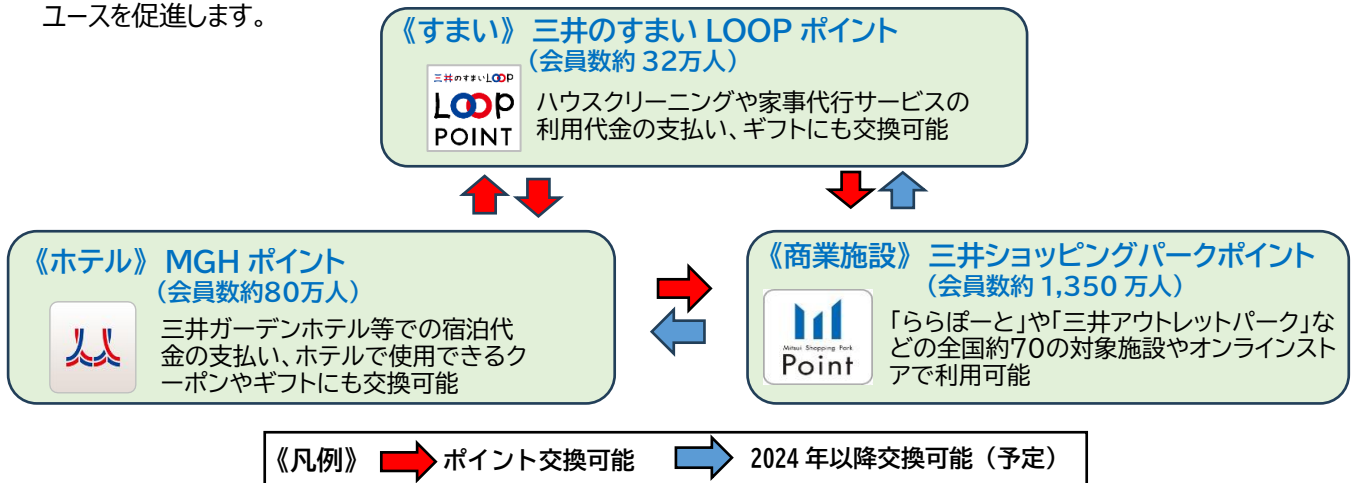 ユースを促進します。
《すまい》 三井のすまい LOOP ポイント
（会員数約 32万人）
三井のすまいLOOP
LOOP
POINT
ハウスクリーニングや家事代行サービスの
利用代金の支払い、ギフトにも交換可能
《ホテル》 MGH ポイント
（会員数約80万人）
三井ガーデンホテル等での宿泊代
金の支払い、ホテルで使用できるク
ーポンやギフトにも交換可能
《商業施設》 三井ショッピングパークポイント
（会員数約 1,350 万人）
Mitsui Shopping Park
Point
「ららぽーと」や「三井アウトレットパーク」な
どの全国約70の対象施設やオンラインスト
アで利用可能
《凡例》 ポイント交換可能 2024 年以降交換可能（予定）